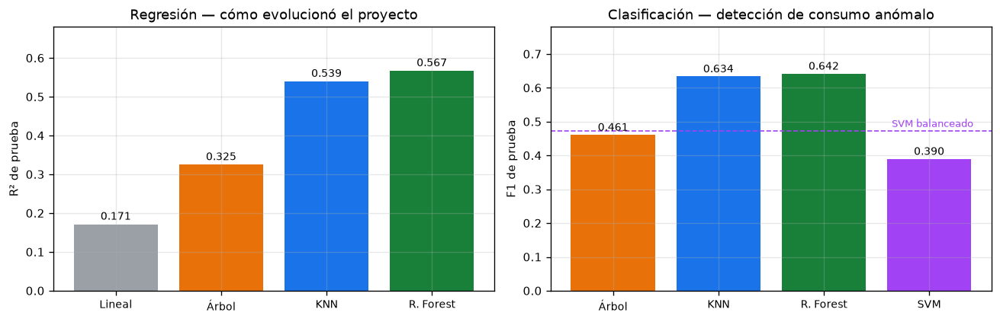 Regresión — cómo evolucionó el proyecto
R² de prueba
0.6
0.5
0.4
0.3
0.2
0.1
0.0
0.171
0.325
0.539
0.567
Lineal
Árbol
KNN
R. Forest
Clasificación — detección de consumo anómalo
F1 de prueba
0.7
0.6
0.5
0.4
0.3
0.2
0.1
0.0
0.461
0.634
0.642
SVM balanceado
0.390
Árbol
KNN
R. Forest
SVM